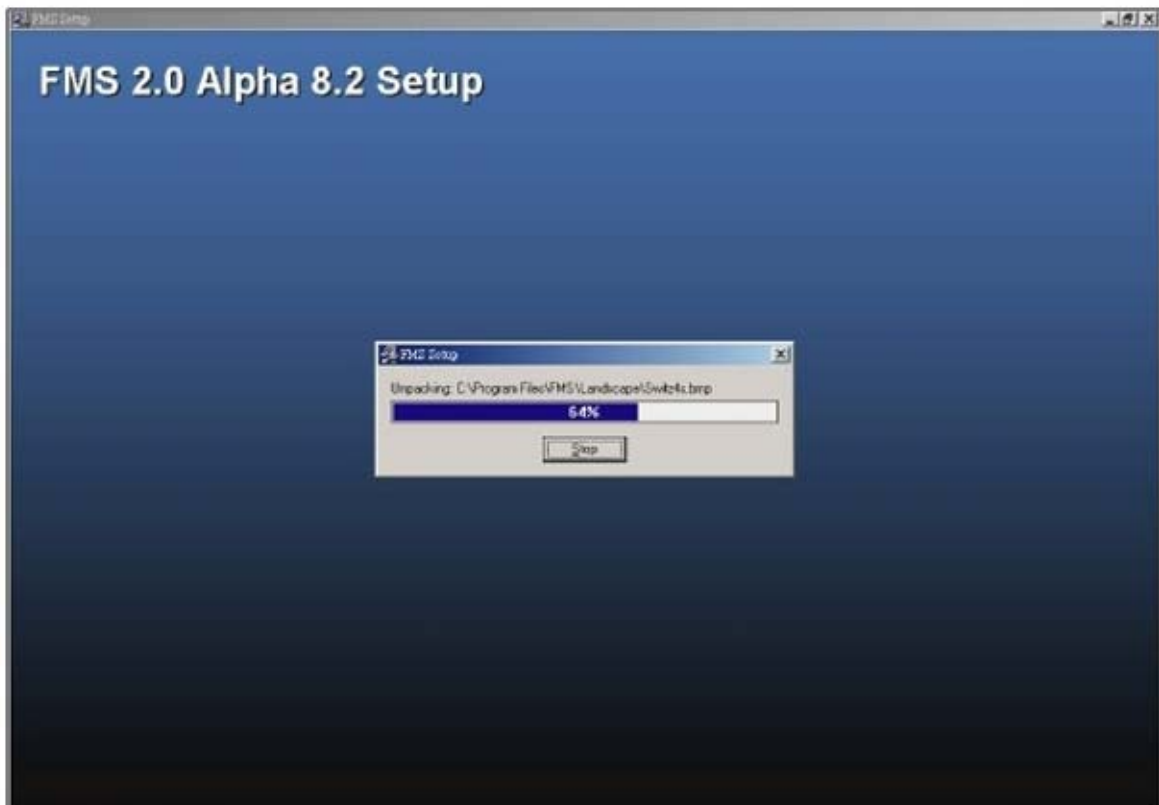 FMS Setup
FMS 2.0 Alpha 8.2 Setup
FMS Setup
Unpacking: C:\Program Files\FMS\Landscape\Switz4s.bmp
64%
Stop